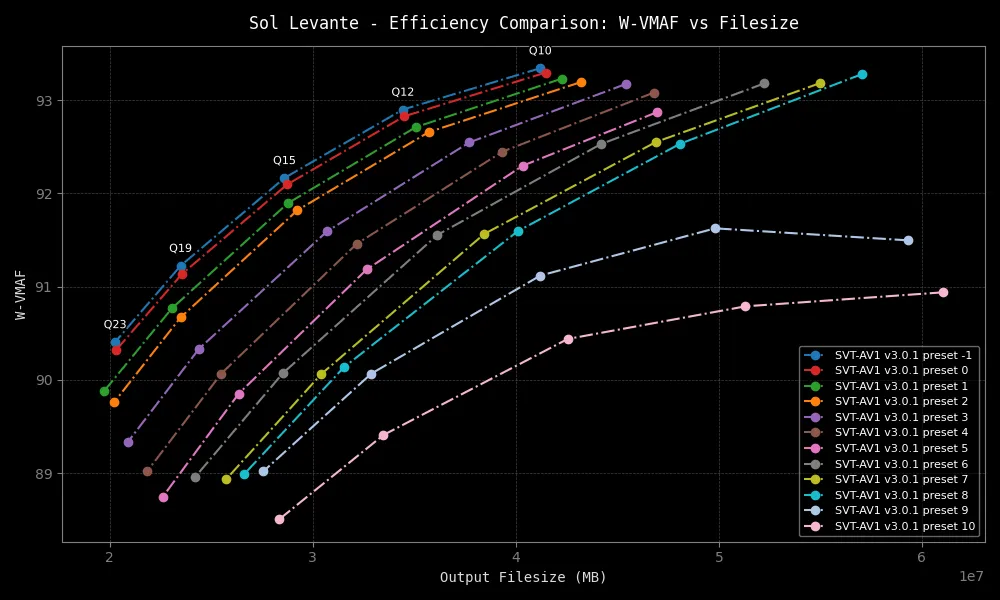 Sol Levante - Efficiency Comparison: W-VMAF vs Filesize
Q10
Q12
Q15
Q19
Q23
93
92
91
90
89
W-VMAF
SVT-AV1 v3.0.1 preset -1
SVT-AV1 v3.0.1 preset 0
SVT-AV1 v3.0.1 preset 1
SVT-AV1 v3.0.1 preset 2
SVT-AV1 v3.0.1 preset 3
SVT-AV1 v3.0.1 preset 4
SVT-AV1 v3.0.1 preset 5
SVT-AV1 v3.0.1 preset 6
SVT-AV1 v3.0.1 preset 7
SVT-AV1 v3.0.1 preset 8
SVT-AV1 v3.0.1 preset 9
SVT-AV1 v3.0.1 preset 10
2 3 4 5 6
1e7
Output Filesize (MB)